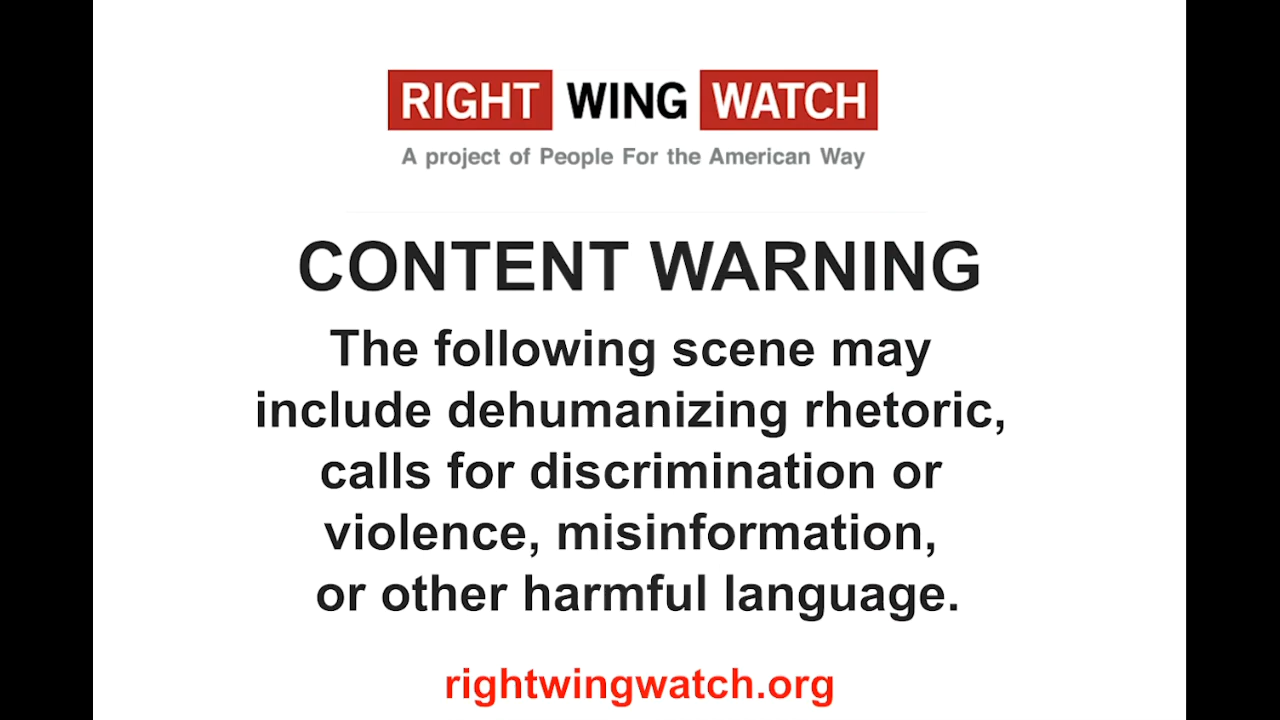 RIGHT WING WATCH
A project of People For the American Way
CONTENT WARNING
The following scene may
include dehumanizing rhetoric,
calls for discrimination or
violence, misinformation,
or other harmful language.
rightwingwatch.org